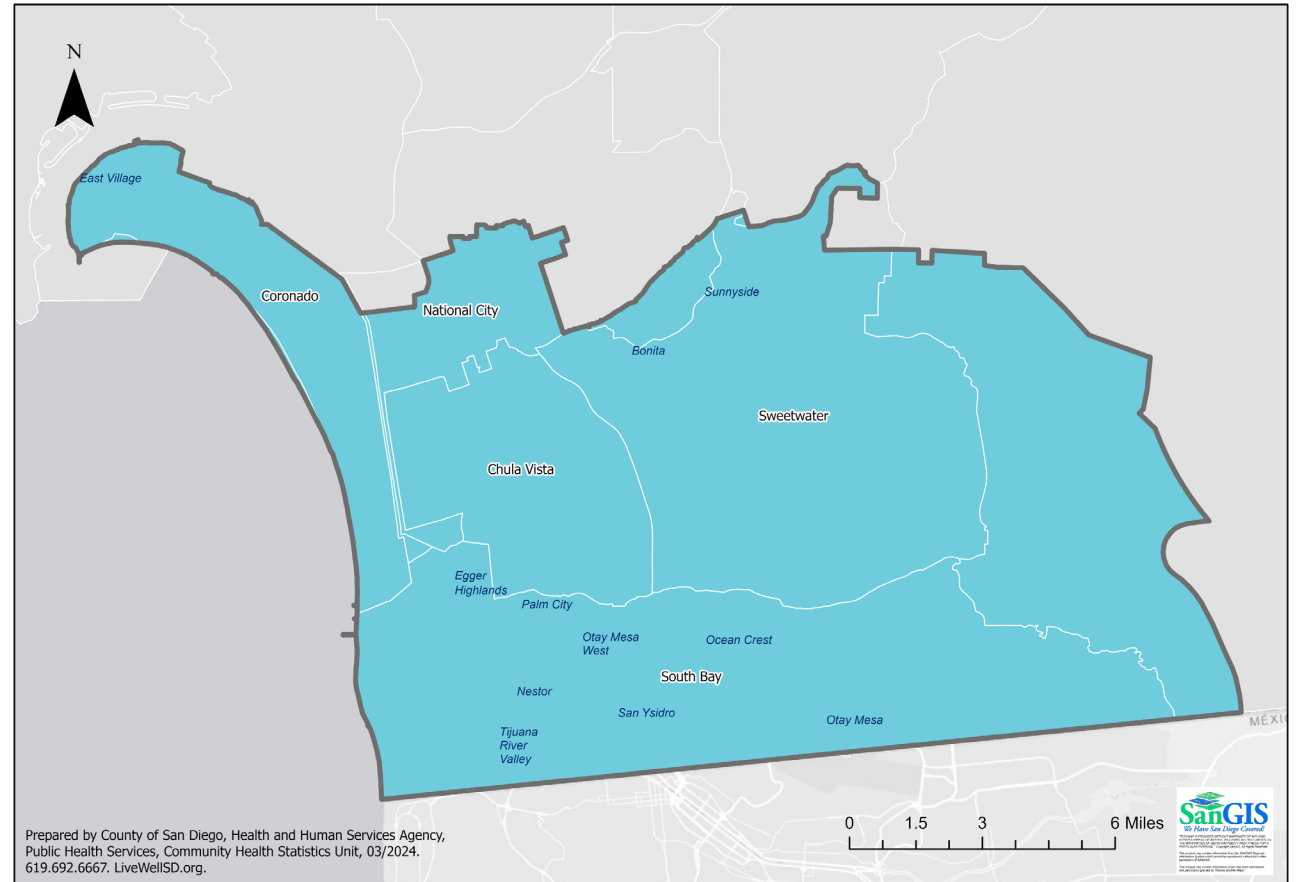 N
East Village
Coronado
National City
Sunnyside
Bonita
Sweetwater
Chula Vista
Egger
Highlands
Palm City
Otay Mesa
West
Ocean Crest
South Bay
Nestor
San Ysidro
Otay Mesa
Tijuana
River
Valley
0 1.5 3 6 Miles
SanGIS
We Have San Diego Covered!
Prepared by County of San Diego, Health and Human Services Agency,
Public Health Services, Community Health Statistics Unit, 03/2024.
619.692.6667. LiveWellSD.org.